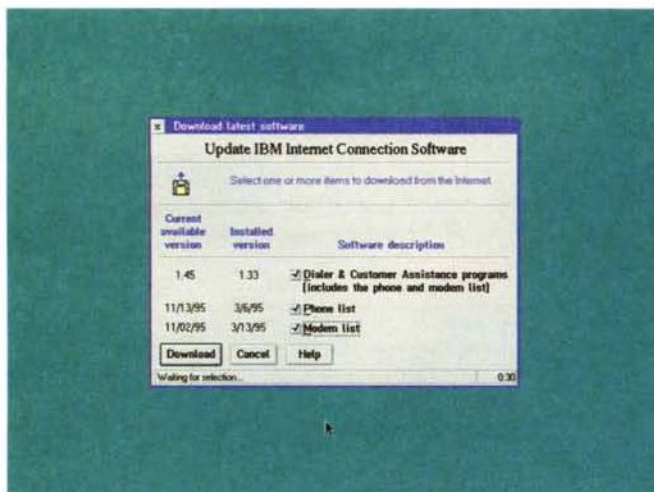 Download latest software
Update IBM Internet Connection Software
Select one or more items to download from the Internet
Current available version
Installed version
Software description
1.45 1.33 Dialer & Customer Assistance programs
(includes the phone and modem list)
11/13/95 3/6/95 Phone list
11/02/95 3/13/95 Modem list
Download Cancel Help
Waiting for selection... 0:30